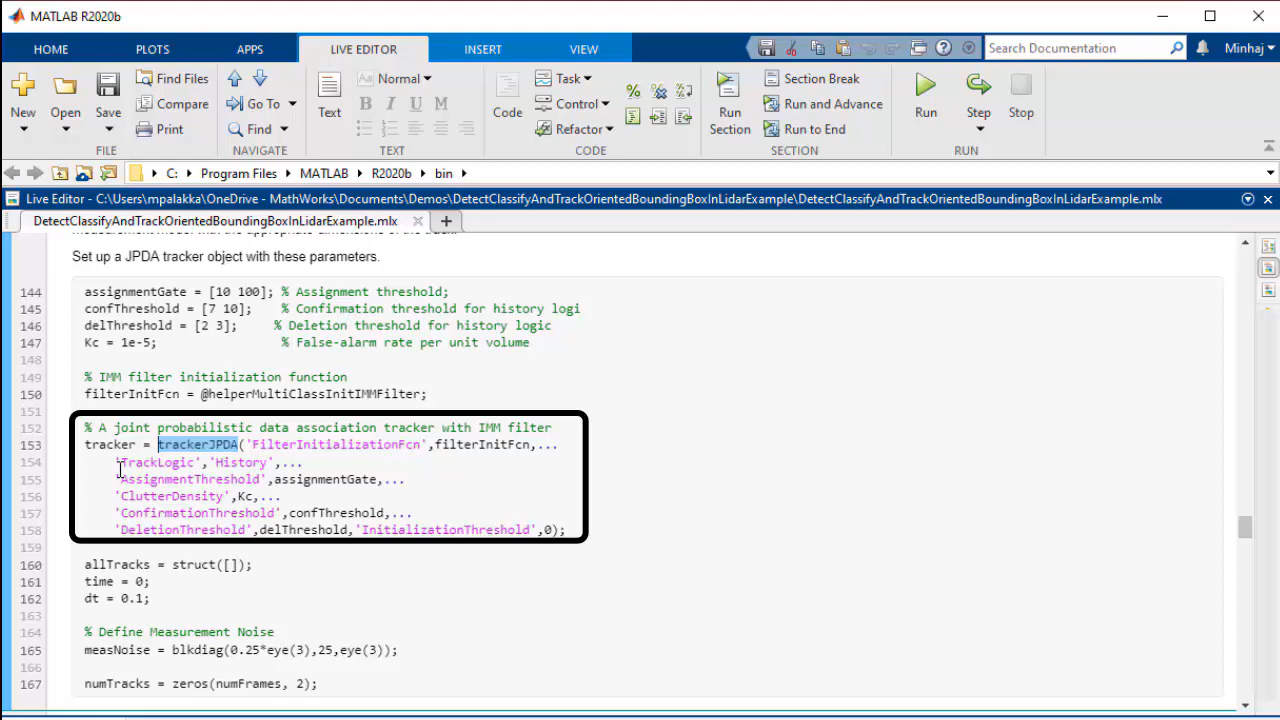 MATLAB R2020b
HOME PLOTS APPS LIVE EDITOR INSERT VIEW Search Documentation Minhaj
New Open Save Find Files Compare Print
FILE
Go To Find
NAVIGATE
Text Normal B I U M
TEXT
Code Task Control Refactor
CODE
Run Section Section Break Run and Advance Run to End
SECTION
Run Step Stop
RUN
C: Program Files MATLAB R2020b bin
Live Editor - C:\Users\mpalakka\OneDrive - MathWorks\Documents\Demos\DetectClassifyAndTrackOrientedBoundingBoxInLidarExample\DetectClassifyAndTrackOrientedBoundingBoxInLidarExample.mlx
DetectClassifyAndTrackOrientedBoundingBoxInLidarExample.mlx
Set up a JPDA tracker object with these parameters.
144 assignmentGate = [10 100]; % Assignment threshold;
145 confThreshold = [7 10]; % Confirmation threshold for history logi
146 delThreshold = [2 3]; % Deletion threshold for history logic
147 Kc = 1e-5; % False-alarm rate per unit volume
148
149 % IMM filter initialization function
150 filterInitFcn = @helperMultiClassInitIMMFilter;
151
152 % A joint probabilistic data association tracker with IMM filter
153 tracker = trackerJPDA('FilterInitializationFcn',filterInitFcn,...
154 'TrackLogic','History',...
155 'AssignmentThreshold',assignmentGate,...
156 'ClutterDensity',Kc,...
157 'ConfirmationThreshold',confThreshold,...
158 'DeletionThreshold',delThreshold,'InitializationThreshold',0);
159
160 allTracks = struct([]);
161 time = 0;
162 dt = 0.1;
163
164 % Define Measurement Noise
165 measNoise = blkdiag(0.25*eye(3),25,eye(3));
166
167 numTracks = zeros(numFrames, 2);